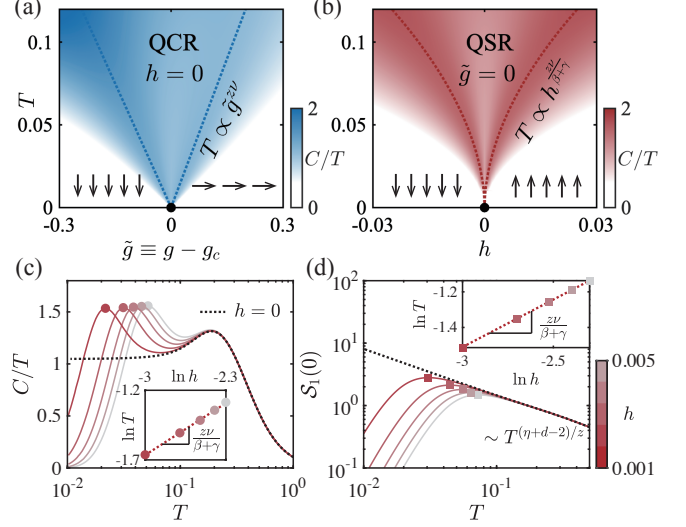 (a)
QCR
h = 0
T ∝ g̃^{zν}
T
0.1
0.05
0
-0.3 0 0.3
g̃ ≡ g − g_c
2
C/T
0
(b)
QSR
g̃ = 0
T ∝ h^{zν/(β+γ)}
0.1
0.05
0
-0.03 0 0.03
h
2
C/T
0
(c)
h = 0
C/T
1.5
1
0.5
0
10^{-2} 10^{-1} 10^{0}
T
-3 ln h -2.3
-1.2
ln T
-1.7
zν/(β+γ)
(d)
S_1(0)
10^{2}
10^{1}
10^{0}
10^{-1}
10^{-2} 10^{-1}
T
∼ T^{(η+d−2)/z}
-1.2
ln T
-1.4
zν/(β+γ)
-3 -2.5
ln h
0.005
h
0.001